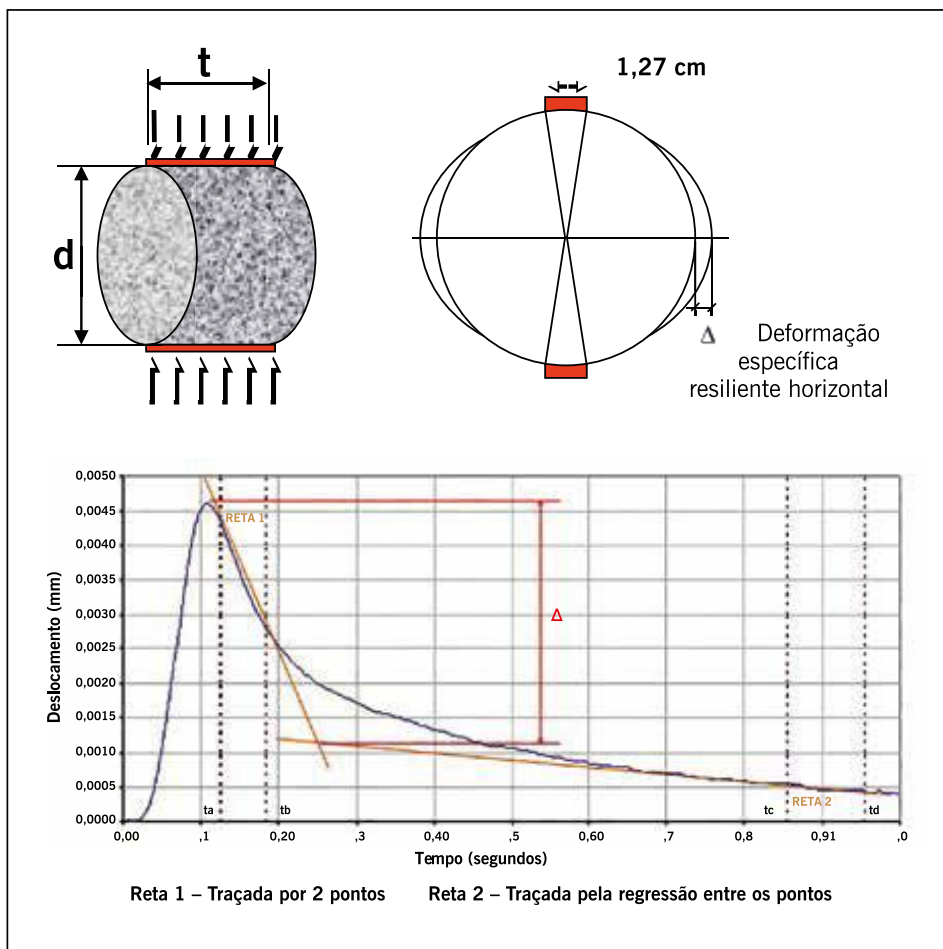 t
d
1,27 cm
Δ Deformação
específica
resiliente horizontal
Deslocamento (mm)
0,0050
0,0045
0,0040
0,0035
0,0030
0,0025
0,0020
0,0015
0,0010
0,0005
0,0000
RETA 1
Δ
RETA 2
ta
tb
tc
td
0,00 ,1 0,20 ,3 0,40 ,5 0,60 ,7 0,8 0,91 ,0
Tempo (segundos)
Reta 1 – Traçada por 2 pontos Reta 2 – Traçada pela regressão entre os pontos